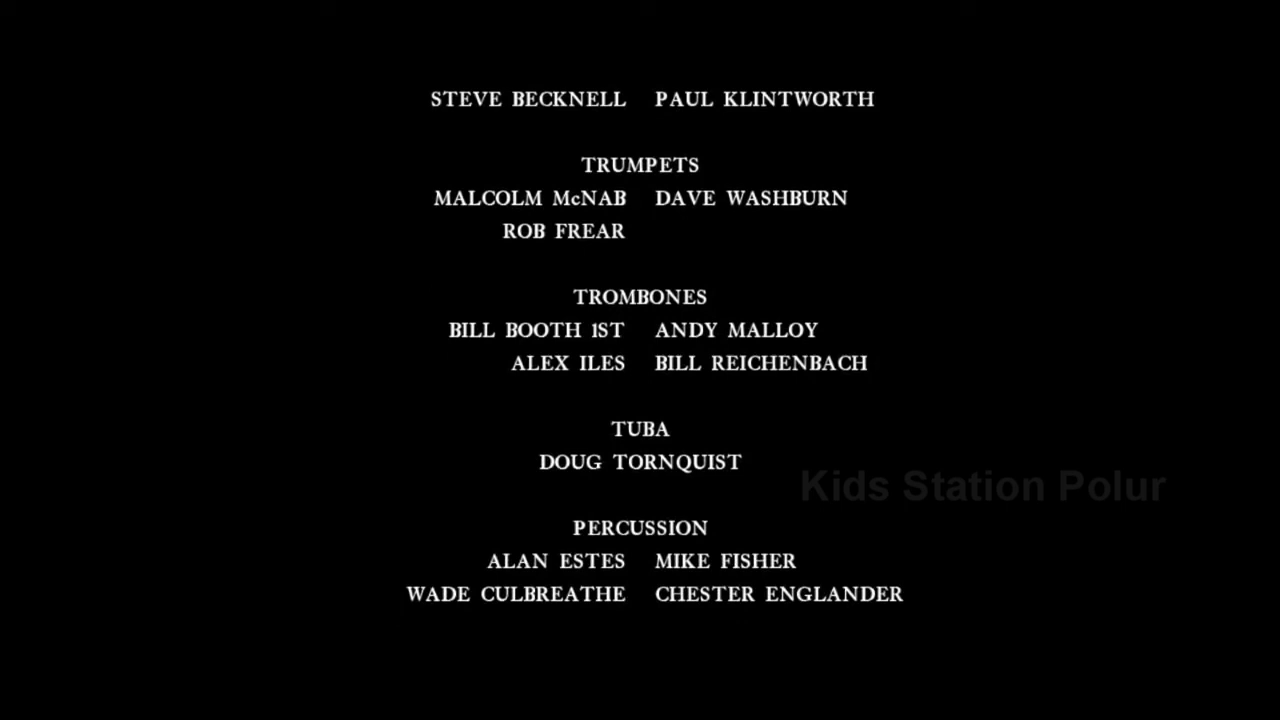 STEVE BECKNELL PAUL KLINTWORTH
TRUMPETS
MALCOLM McNAB DAVE WASHBURN
ROB FREAR
TROMBONES
BILL BOOTH 1ST ANDY MALLOY
ALEX ILES BILL REICHENBACH
TUBA
DOUG TORNQUIST
Kids Station Polur
PERCUSSION
ALAN ESTES MIKE FISHER
WADE CULBREATHE CHESTER ENGLANDER